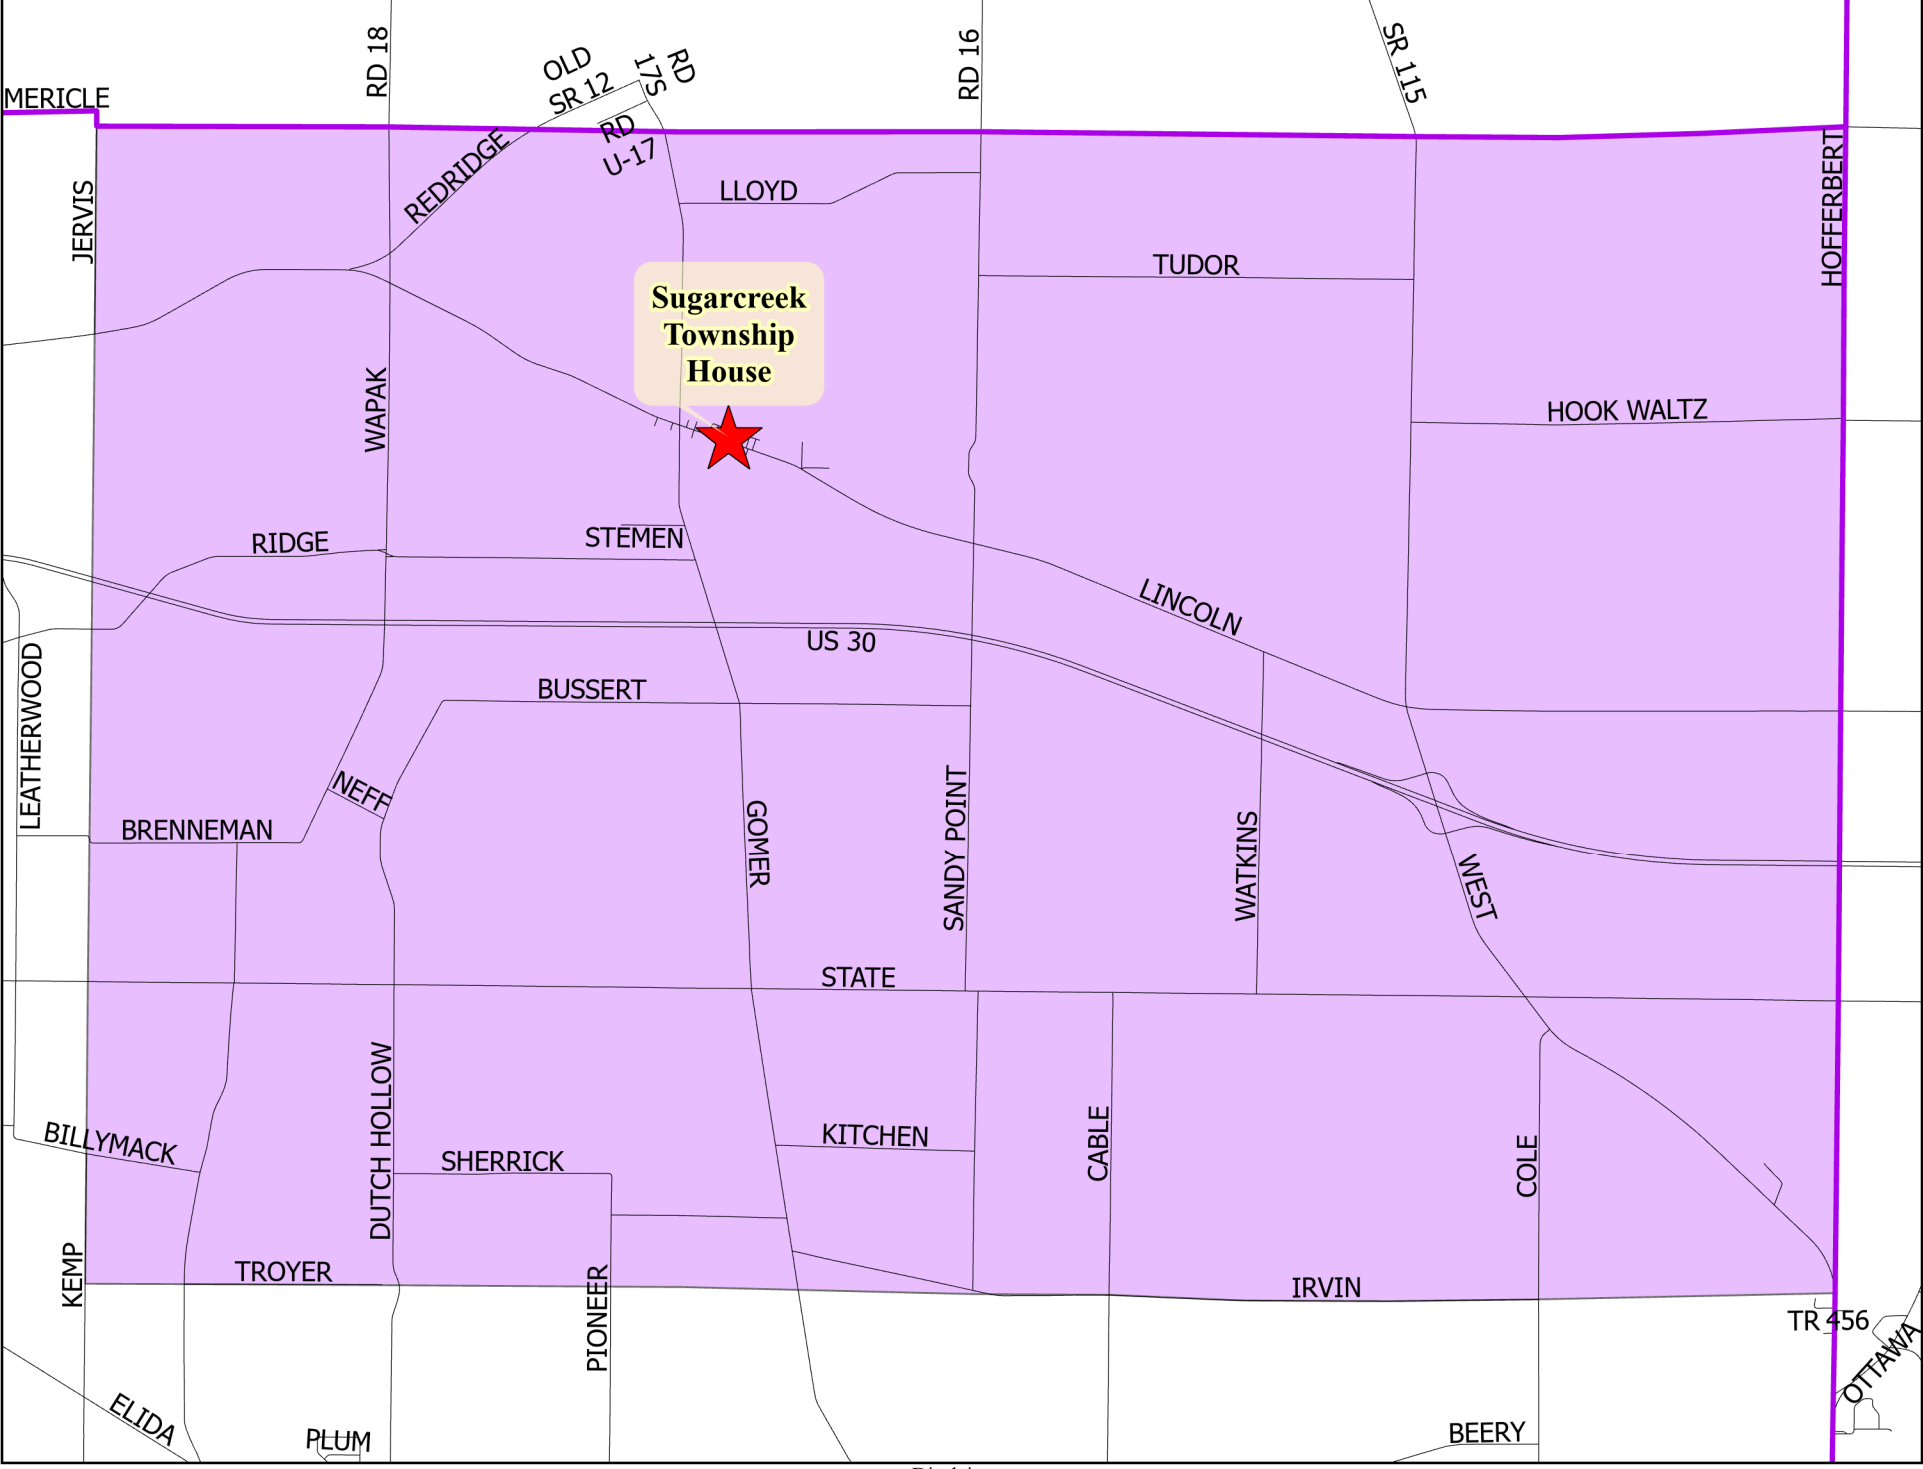 RD 18
OLD
SR 12
RD
17S
RD 16
SR 115
MERICLE
RD
U-17
REDRIDGE
JERVIS
LLOYD
HOFFERBERT
TUDOR
Sugarcreek
Township
House
WAPAK
HOOK WALTZ
RIDGE
STEMEN
LINCOLN
US 30
LEATHERWOOD
BUSSERT
NEFF
BRENNEMAN
GOMER
SANDY POINT
WATKINS
WEST
STATE
DUTCH HOLLOW
BILLYMACK
SHERRICK
KITCHEN
CABLE
COLE
KEMP
TROYER
PIONEER
IRVIN
TR 456
OTTAWA
ELIDA
PLUM
BEERY